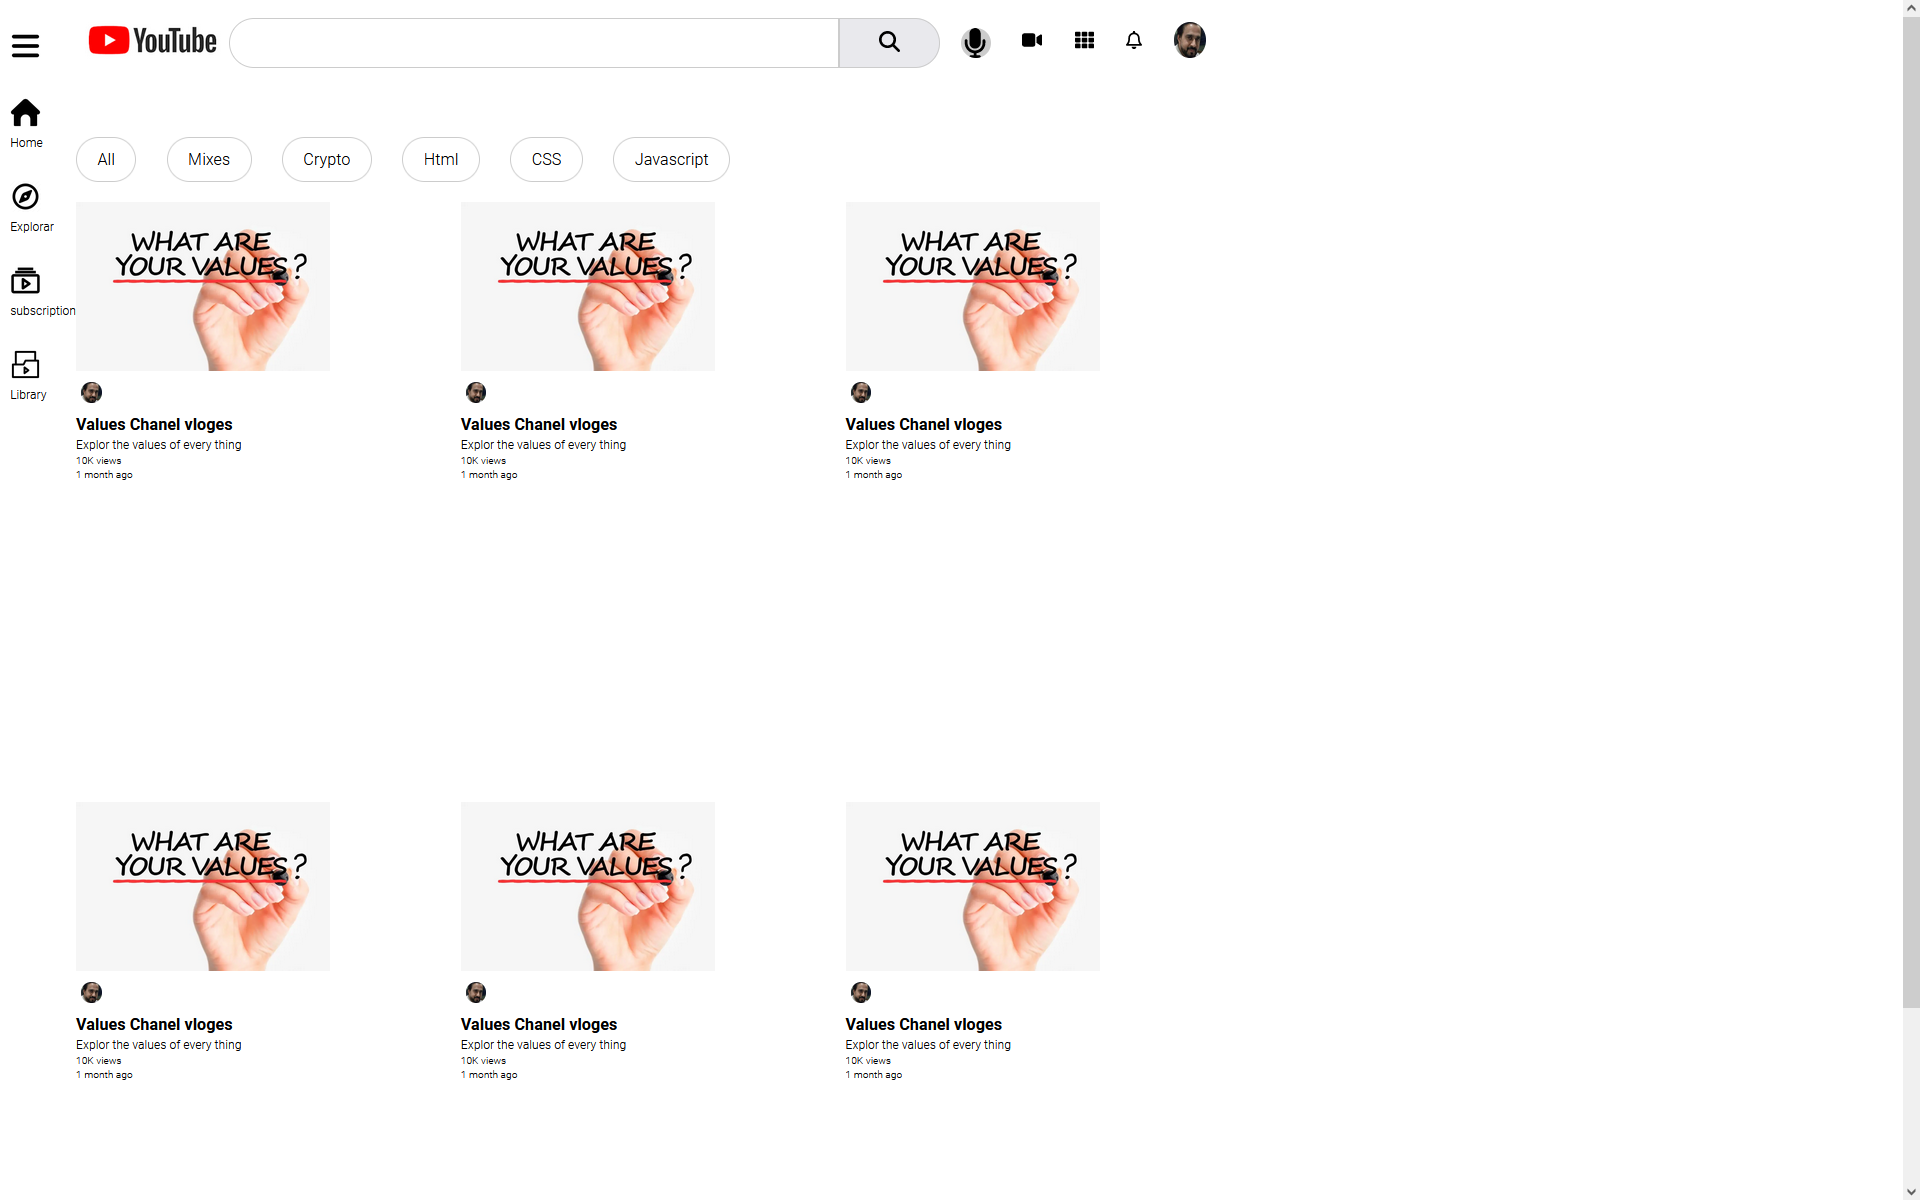 YouTube
Home
Explorar
subscription
Library
All
Mixes
Crypto
Html
CSS
Javascript
WHAT ARE
YOUR VALUES?
Values Chanel vloges
Explor the values of every thing
10K views
1 month ago
WHAT ARE
YOUR VALUES?
Values Chanel vloges
Explor the values of every thing
10K views
1 month ago
WHAT ARE
YOUR VALUES?
Values Chanel vloges
Explor the values of every thing
10K views
1 month ago
WHAT ARE
YOUR VALUES?
Values Chanel vloges
Explor the values of every thing
10K views
1 month ago
WHAT ARE
YOUR VALUES?
Values Chanel vloges
Explor the values of every thing
10K views
1 month ago
WHAT ARE
YOUR VALUES?
Values Chanel vloges
Explor the values of every thing
10K views
1 month ago